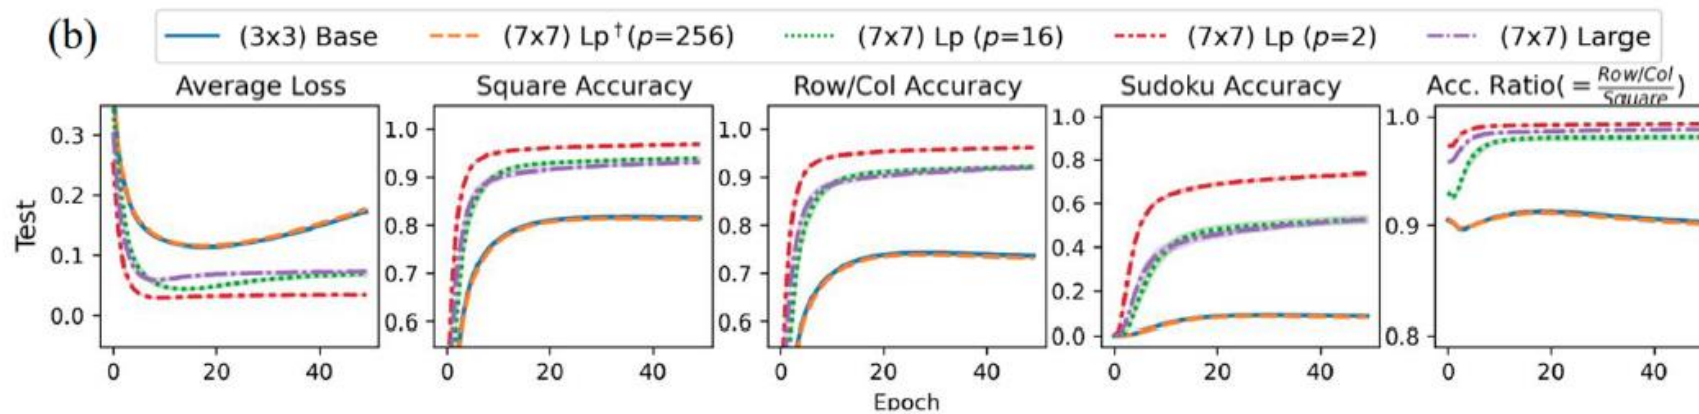 (b)
(3x3) Base (7x7) Lp†(p=256) (7x7) Lp (p=16) (7x7) Lp (p=2) (7x7) Large
Average Loss Square Accuracy Row/Col Accuracy Sudoku Accuracy Acc. Ratio(=Row/Col/Square)
Test
0.3
0.2
0.1
0.0
0 20 40
1.0
0.9
0.8
0.7
0.6
0 20 40
1.0
0.9
0.8
0.7
0.6
0 20 40
1.0
0.8
0.6
0.4
0.2
0.0
0 20 40
1.0
0.9
0.8
0 20 40
Epoch